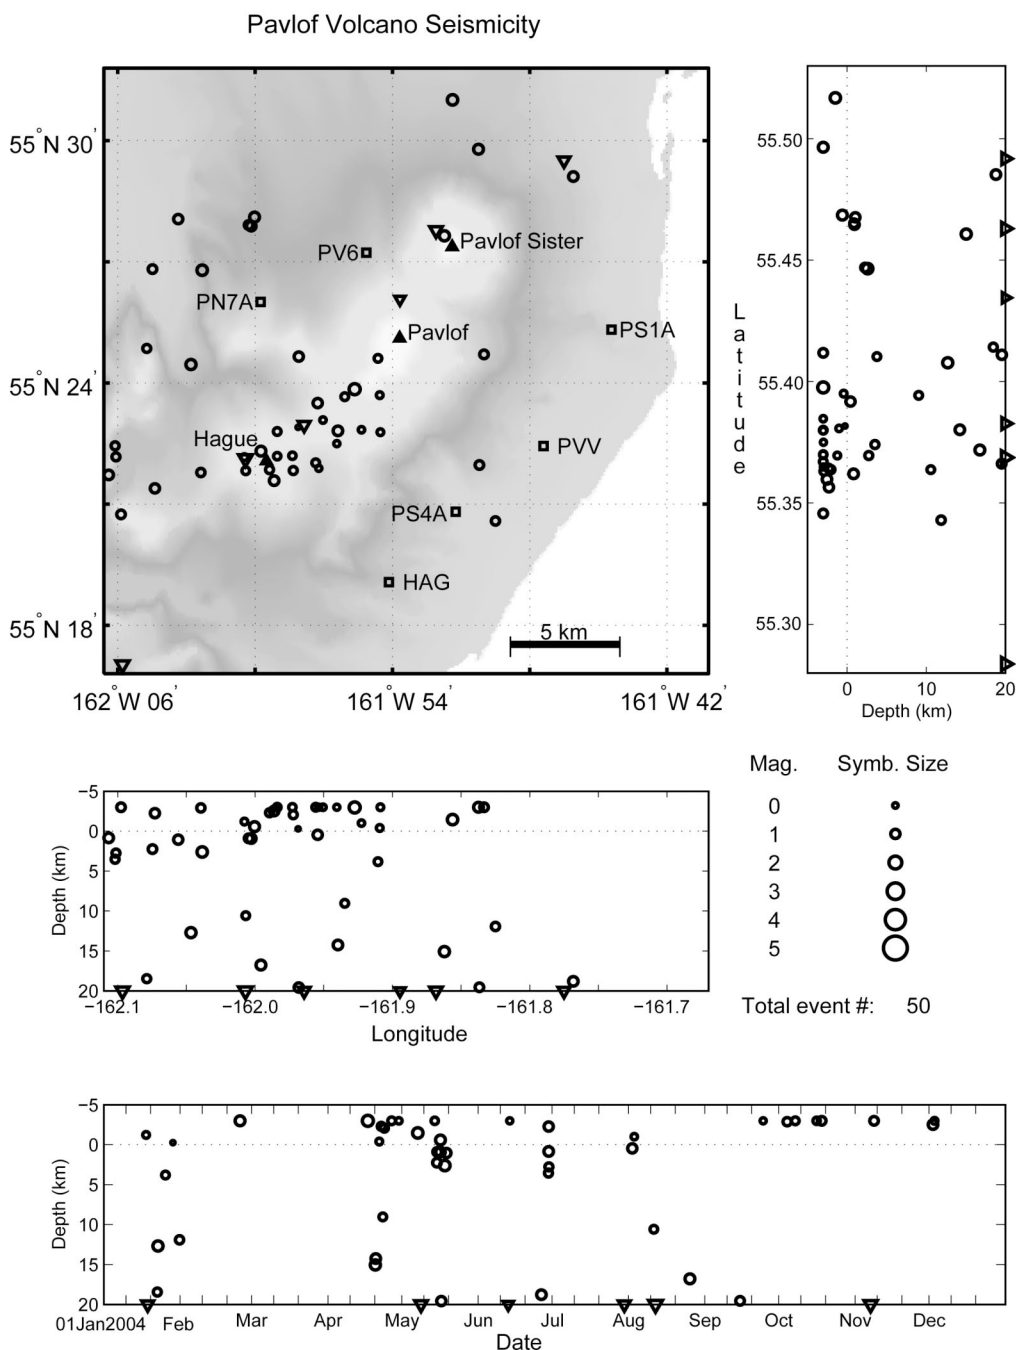 Pavlof Volcano Seismicity
55°N 30'
55°N 24'
55°N 18'
162°W 06'
161°W 54'
161°W 42'
Pavlof Sister
PV6
PN7A
Pavlof
PS1A
Hague
PVV
PS4A
HAG
5 km
55.50
55.45
55.40
55.35
55.30
Latitude
0 10 20
Depth (km)
Mag. Symb. Size
0
1
2
3
4
5
Total event #: 50
−5
0
5
10
15
20
Depth (km)
−162.1 −162.0 −161.9 −161.8 −161.7
Longitude
−5
0
5
10
15
20
Depth (km)
01Jan2004 Feb Mar Apr May Jun Jul Aug Sep Oct Nov Dec
Date